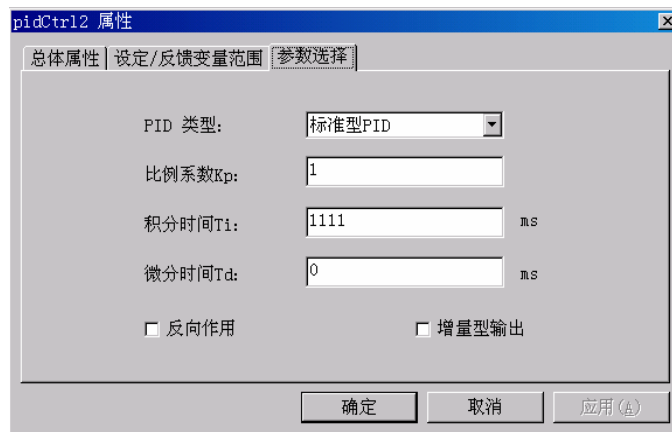 pidCtrl2 属性
总体属性 设定/反馈变量范围 参数选择
PID 类型: 标准型PID
比例系数Kp: 1
积分时间Ti: 1111 ms
微分时间Td: 0 ms
反向作用 增量型输出
确定 取消 应用(A)